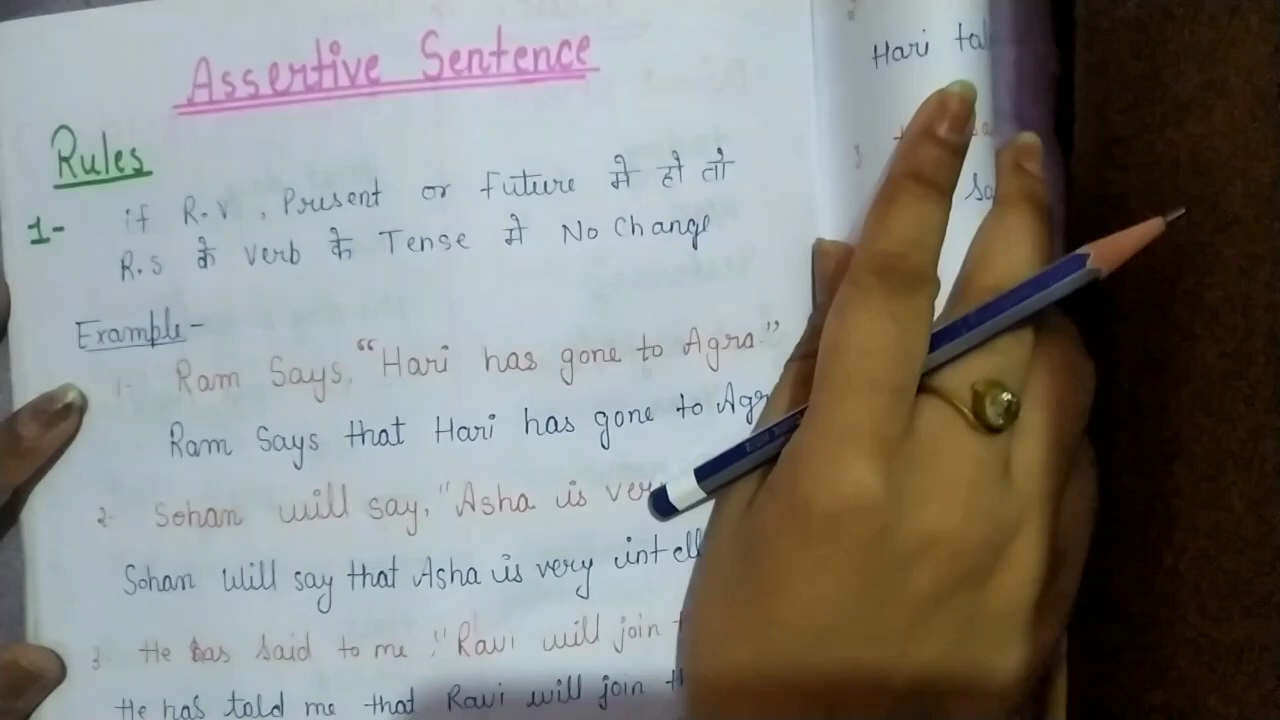 Assertive Sentence
Rules
1- if R.V. Present or future मे हो तो
R.S के verb के Tense मे No Change
Example-
1- Ram Says, "Hari has gone to Agra."
Ram Says that Hari has gone to
2- Sohan will say, "Asha is
Sohan will say that Asha is very
3- He has said to me, "Ravi will join
He has told me that Ravi will join
Hari